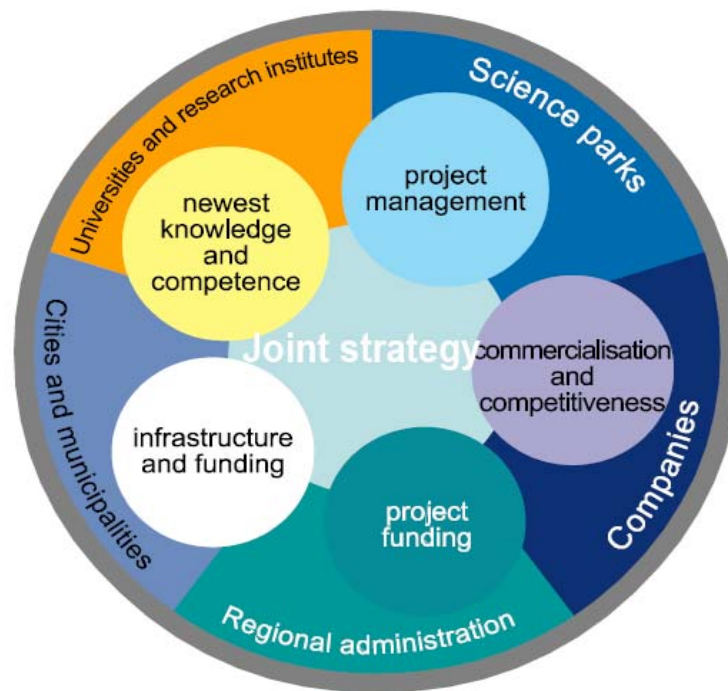 Universities and research institutes
Science parks
newest
knowledge
and
competence
project
management
Joint strategy
commercialisation
and
competitiveness
Cities and municipalities
infrastructure
and funding
project
funding
Companies
Regional administration